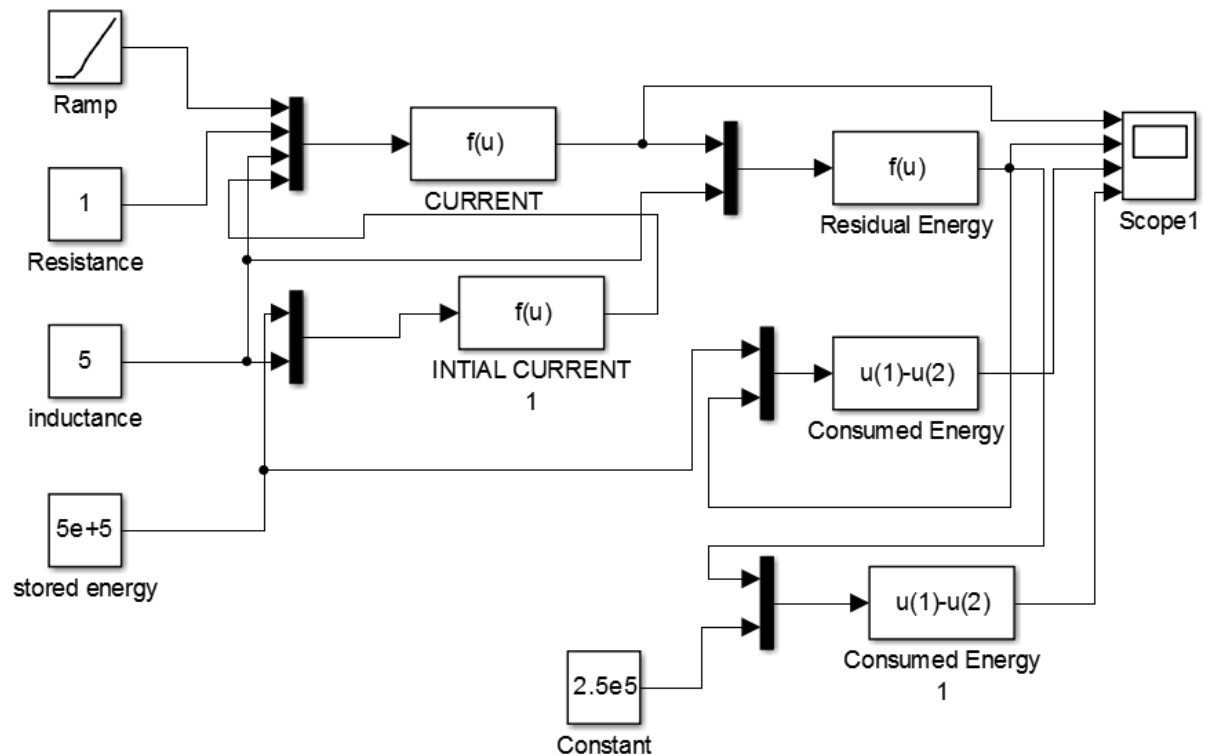 Ramp
1
Resistance
5
inductance
5e+5
stored energy
f(u)
CURRENT
f(u)
INTIAL CURRENT
1
f(u)
Residual Energy
Scope1
u(1)-u(2)
Consumed Energy
u(1)-u(2)
Consumed Energy
1
2.5e5
Constant